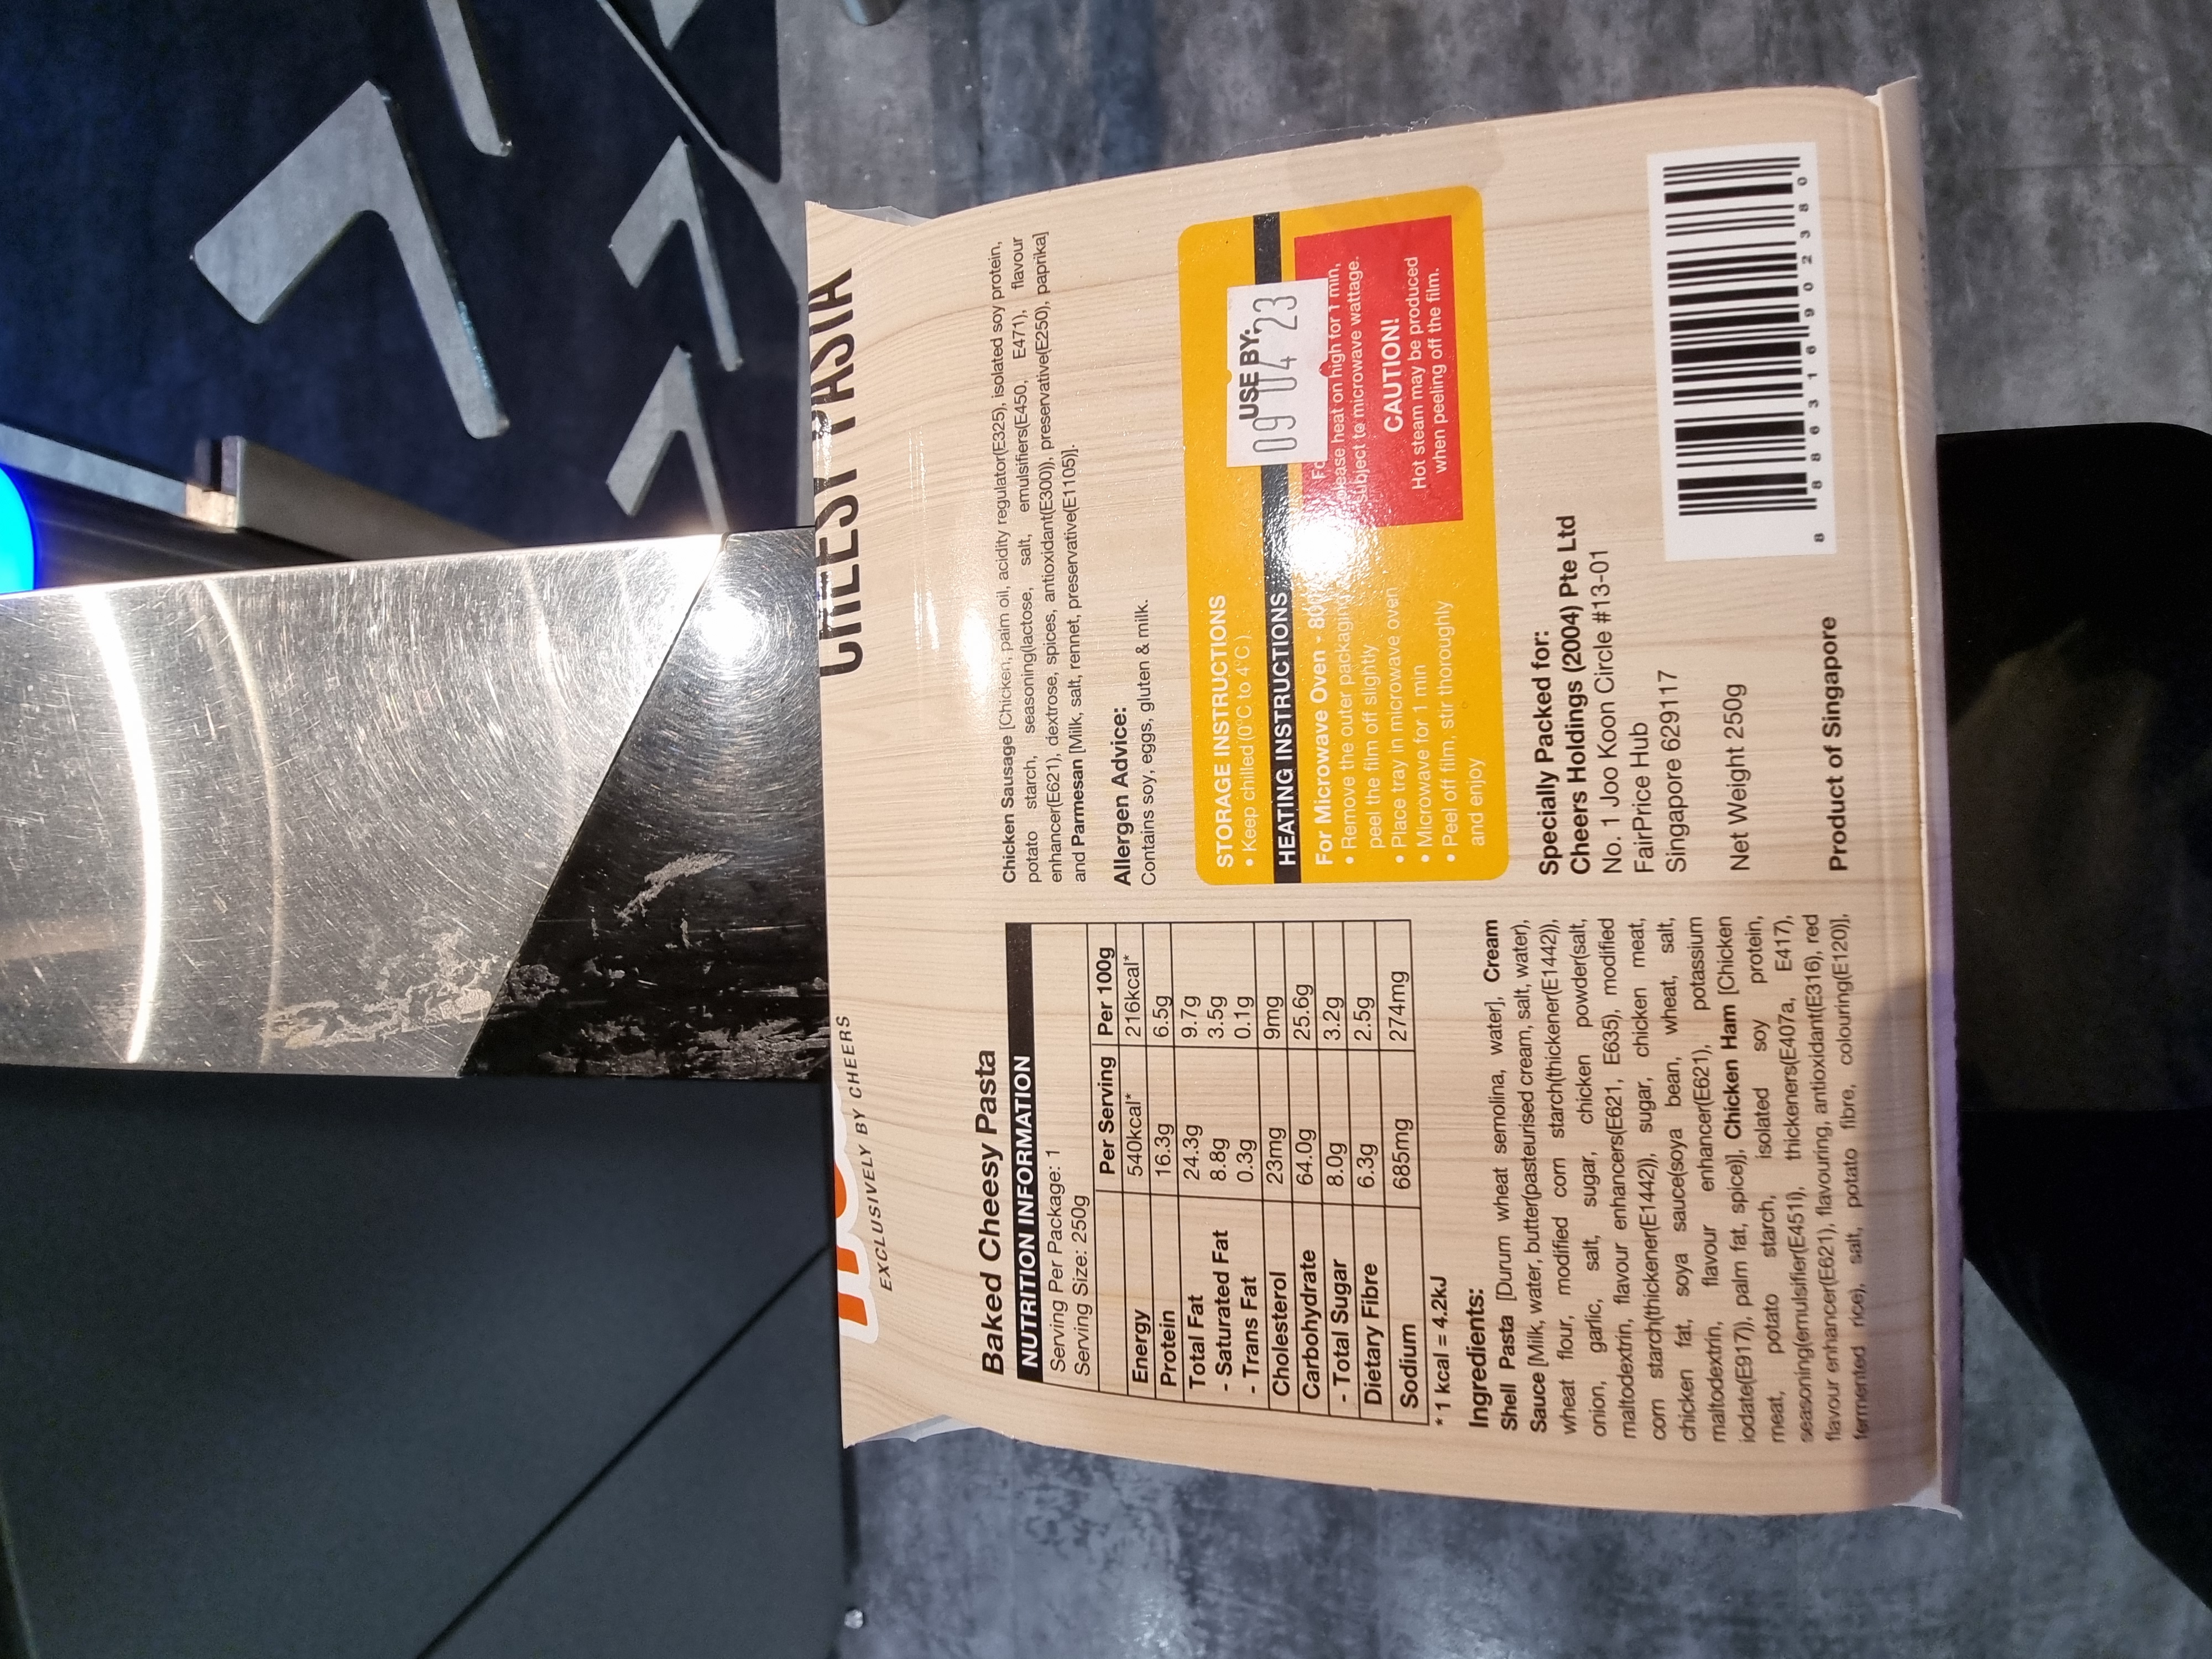 EXCLUSIVELY BY CHEERS
CHEESY PASTA
Baked Cheesy Pasta
NUTRITION INFORMATION
Serving Per Package: 1
Serving Size: 250g
Per Serving Per 100g
Energy 540kcal* 216kcal*
Protein 16.3g 6.5g
Total Fat 24.3g 9.7g
- Saturated Fat 8.8g 3.5g
- Trans Fat 0.3g 0.1g
Cholesterol 23mg 9mg
Carbohydrate 64.0g 25.6g
- Total Sugar 8.0g 3.2g
Dietary Fibre 6.3g 2.5g
Sodium 685mg 274mg
* 1 kcal = 4.2kJ
Ingredients:
Shell Pasta [Durum wheat semolina, water], Cream
Sauce [Milk, water, butter(pasteurised cream, salt, water),
wheat flour, modified corn starch(thickener(E1442)),
onion, garlic, salt, sugar, chicken powder(salt,
maltodextrin, flavour enhancers(E621, E635), modified
corn starch(thickener(E1442)), sugar, chicken meat,
chicken fat, soya sauce(soya bean, wheat, salt,
maltodextrin, flavour enhancer(E621), potassium
iodate(E917)), palm fat, spice)], Chicken Ham [Chicken
meat, potato starch, isolated soy protein,
seasoning(emulsifier(E451i), thickeners(E407a, E417),
flavour enhancer(E621), flavouring, antioxidant(E316), red
fermented rice), salt, potato fibre, colouring(E120)],
Chicken Sausage [Chicken, palm oil, acidity regulator(E325), isolated soy protein,
potato starch, seasoning(lactose, salt, emulsifiers(E450, E471), flavour
enhancer(E621), dextrose, spices, antioxidant(E300)), preservative(E250), paprika]
and Parmesan [Milk, salt, rennet, preservative(E1105)].
Allergen Advice:
Contains soy, eggs, gluten & milk.
STORAGE INSTRUCTIONS
• Keep chilled (0°C to 4°C )
USE BY:
09 04 23
HEATING INSTRUCTIONS
For Microwave Oven - 800
• Remove the outer packaging
peel the film off slightly
• Place tray in microwave oven
• Microwave for 1 min
• Peel off film, stir thoroughly
and enjoy
please heat on high for 1 min,
subject to microwave wattage.
CAUTION!
Hot steam may be produced
when peeling off the film.
Specially Packed for:
Cheers Holdings (2004) Pte Ltd
No. 1 Joo Koon Circle #13-01
FairPrice Hub
Singapore 629117
Net Weight 250g
Product of Singapore
8 886316 902380